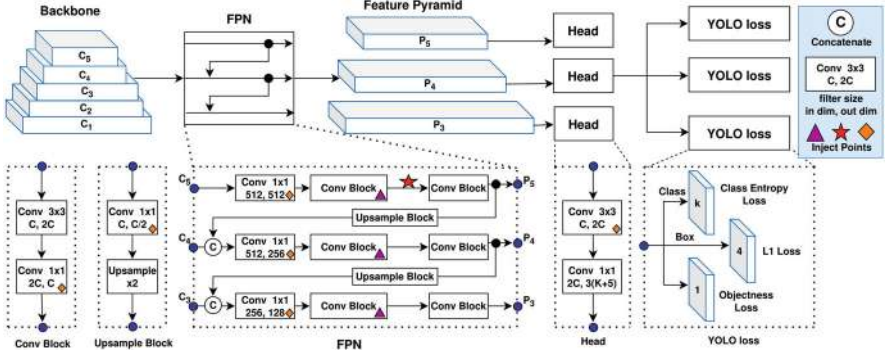 Backbone
C5
C4
C3
C2
C1
FPN
Feature Pyramid
P5
P4
P3
Head
Head
Head
YOLO loss
YOLO loss
YOLO loss
C
Concatenate
Conv 3x3
C, 2C
filter size
in dim, out dim
Inject Points
Conv 3x3
C, 2C
Conv 1x1
2C, C
Conv Block
Conv 1x1
C, C/2
Upsample
x2
Upsample Block
C5
Conv 1x1
512, 512
Conv Block
Conv Block
P5
Upsample Block
C4
C
Conv 1x1
512, 256
Conv Block
Conv Block
P4
Upsample Block
C3
C
Conv 1x1
256, 128
Conv Block
Conv Block
P3
FPN
Conv 3x3
C, 2C
Conv 1x1
2C, 3(K+5)
Head
Class
k
Class Entropy
Loss
Box
4
L1 Loss
1
Objectness Loss
YOLO loss